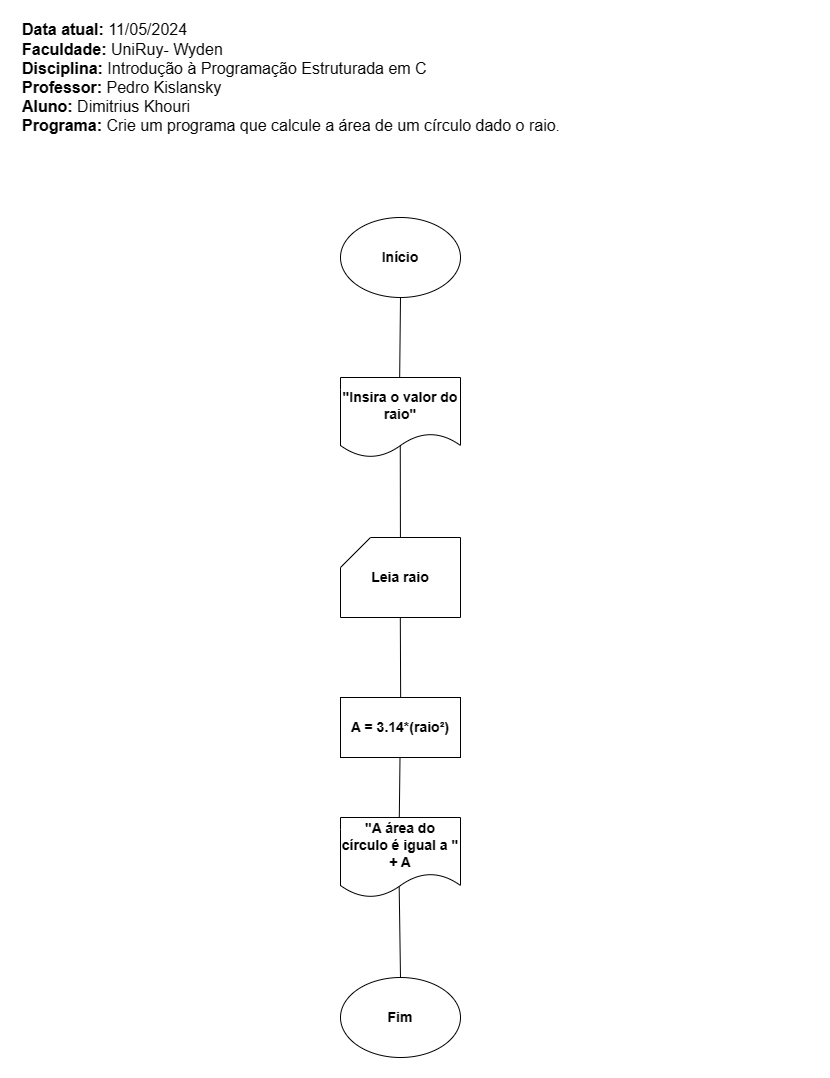 Data atual: 11/05/2024
Faculdade: UniRuy- Wyden
Disciplina: Introdução à Programação Estruturada em C
Professor: Pedro Kislansky
Aluno: Dimitrius Khouri
Programa: Crie um programa que calcule a área de um círculo dado o raio.
Início
"Insira o valor do
raio"
Leia raio
A = 3.14*(raio²)
"A área do
círculo é igual a "
+ A
Fim